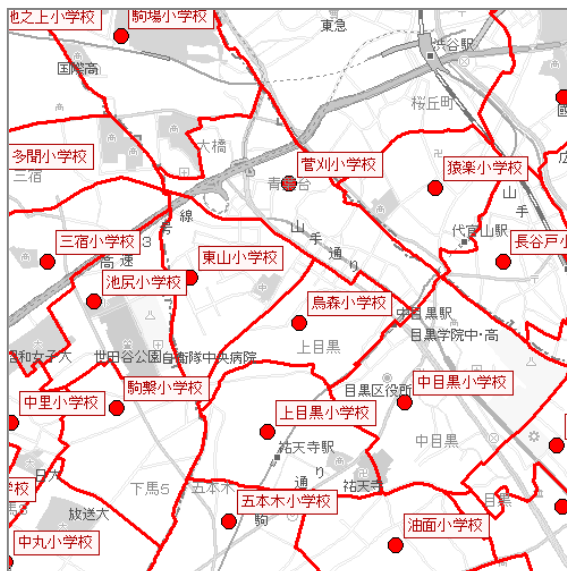 池之上小学校
駒場小学校
東急
渋谷駅
国際高
桜丘町
大橋
多聞小学校
三宿
菅刈小学校
青葉台
猿楽小学校
山手
代官山駅
号線
山手通り
三宿小学校
3
高速
東山小学校
長谷戸小
池尻小学校
烏森小学校
中目黒駅
目黒学院中・高
上目黒
昭和女子大
世田谷公園
自衛隊中央病院
駒繋小学校
目黒区役所
中目黒小学校
中里小学校
上目黒小学校
中目黒
祐天寺駅
通り
日大
祐天寺
下馬5
五本木
学校
目黒
放送大
五本木小学校
駒
油面小学校
中丸小学校